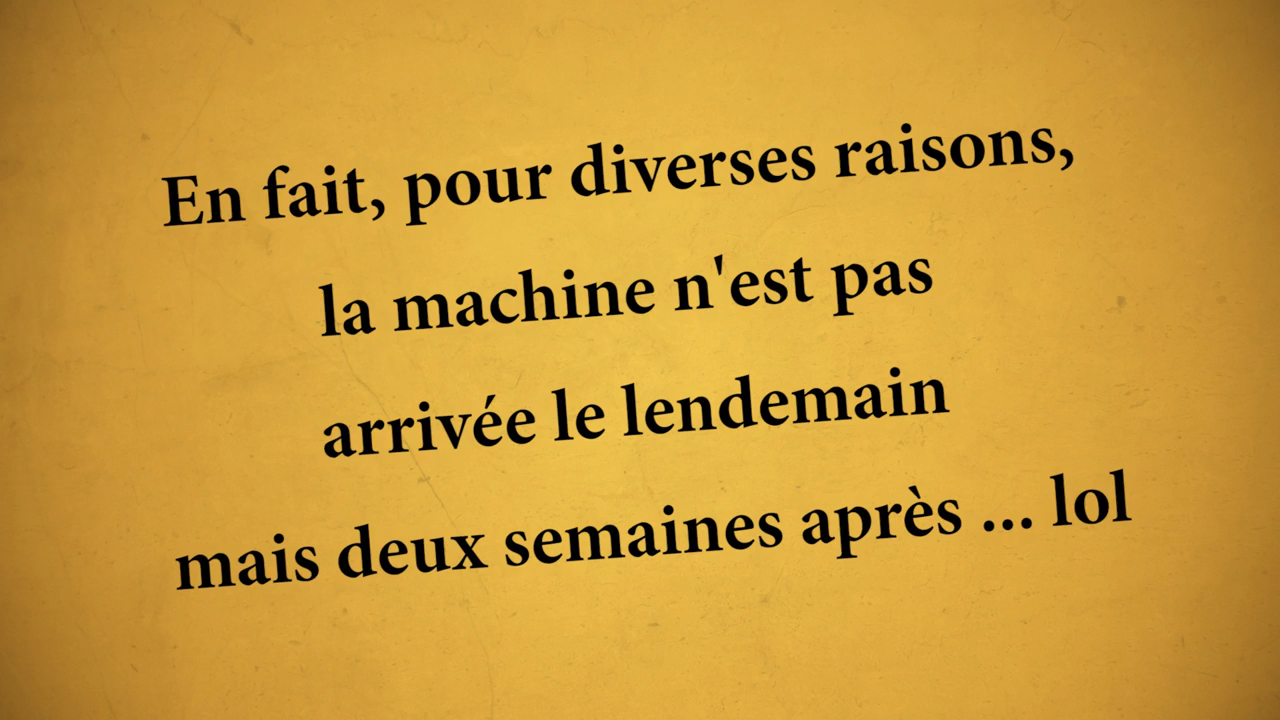 En fait, pour diverses raisons,
la machine n'est pas
arrivée le lendemain
mais deux semaines après ... lol